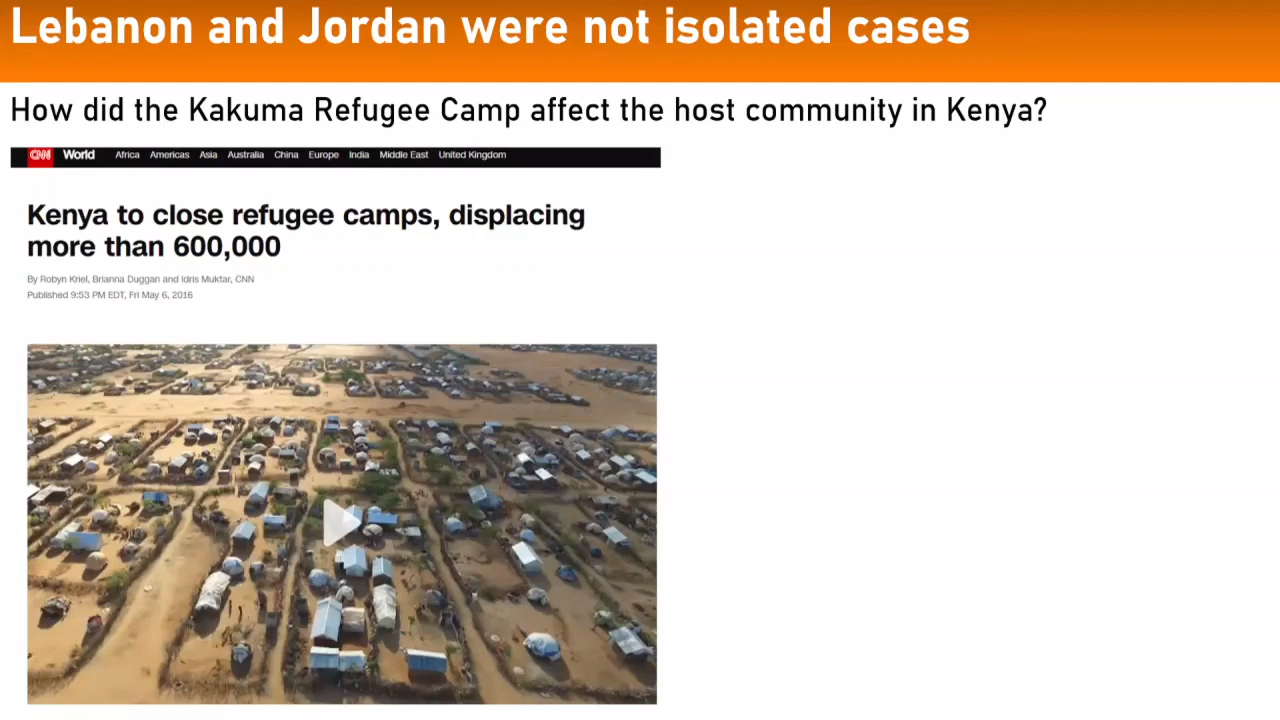 Lebanon and Jordan were not isolated cases
How did the Kakuma Refugee Camp affect the host community in Kenya?
CNN World Africa Americas Asia Australia China Europe India Middle East United Kingdom
Kenya to close refugee camps, displacing
more than 600,000
By Robyn Kriel, Brianna Duggan and Idris Muktar, CNN
Published 9:53 PM EDT, Fri May 6, 2016